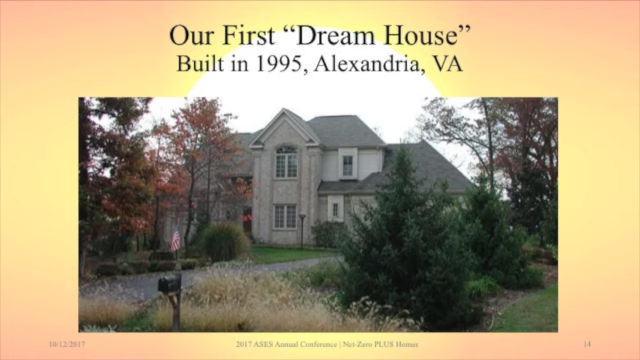 Our First “Dream House”
Built in 1995, Alexandria, VA
10/12/2017
2017 ASES Annual Conference | Net-Zero PLUS Homes
14